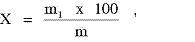 X = m₁ x 100 / m ,